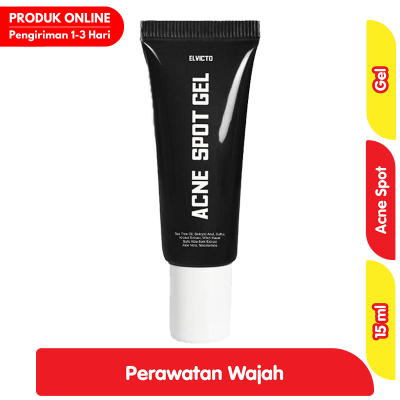 PRODUK ONLINE
Pengiriman 1-3 Hari
ELVICTO
ACNE SPOT GEL
Tea Tree Oil, Salicylic Acid, Sulfur,
Aloe Vera, Niacinamide
Gel
Acne Spot
15 ml
Perawatan Wajah